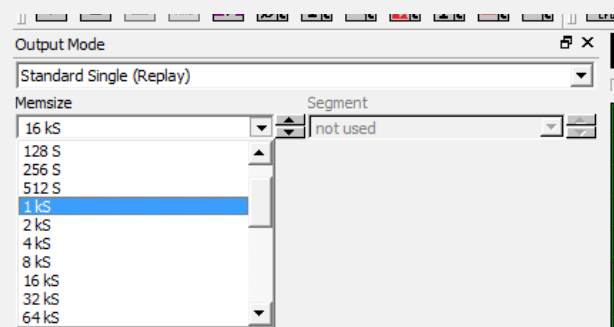 Output Mode
Standard Single (Replay)
Memsize Segment
16 kS not used
128 S
256 S
512 S
1 kS
2 kS
4 kS
8 kS
16 kS
32 kS
64 kS